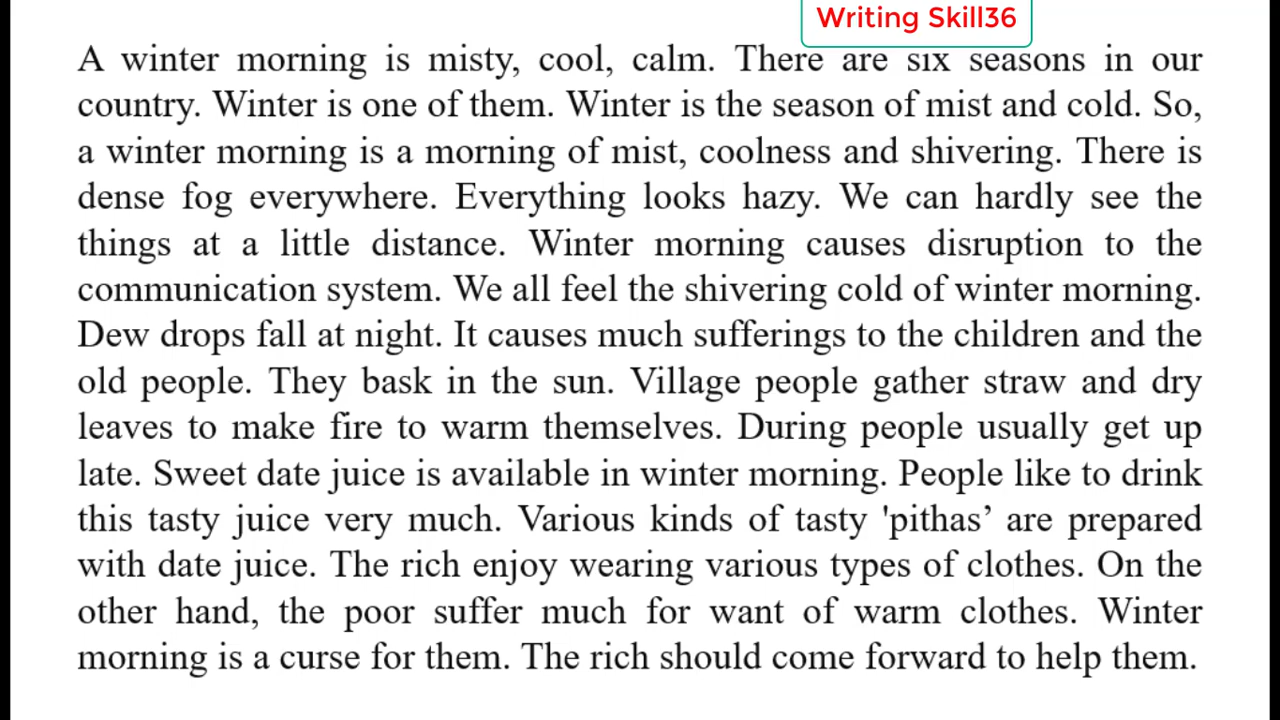 Writing Skill36
A winter morning is misty, cool, calm. There are six seasons in our
country. Winter is one of them. Winter is the season of mist and cold. So,
a winter morning is a morning of mist, coolness and shivering. There is
dense fog everywhere. Everything looks hazy. We can hardly see the
things at a little distance. Winter morning causes disruption to the
communication system. We all feel the shivering cold of winter morning.
Dew drops fall at night. It causes much sufferings to the children and the
old people. They bask in the sun. Village people gather straw and dry
leaves to make fire to warm themselves. During people usually get up
late. Sweet date juice is available in winter morning. People like to drink
this tasty juice very much. Various kinds of tasty 'pithas’ are prepared
with date juice. The rich enjoy wearing various types of clothes. On the
other hand, the poor suffer much for want of warm clothes. Winter
morning is a curse for them. The rich should come forward to help them.